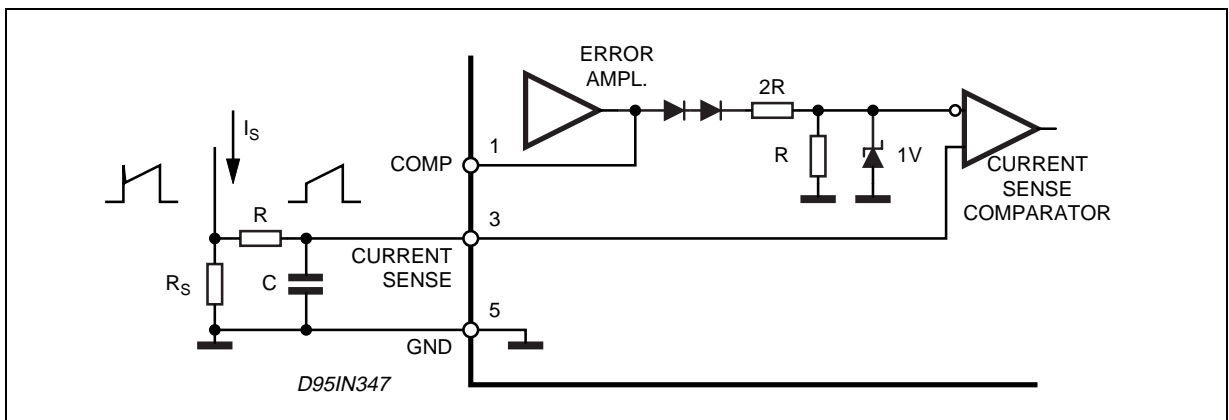 ERROR
AMPL.
2R
I_S
1
COMP
R
1V
CURRENT
SENSE
COMPARATOR
R
3
CURRENT
SENSE
R_S
C
5
GND
D95IN347